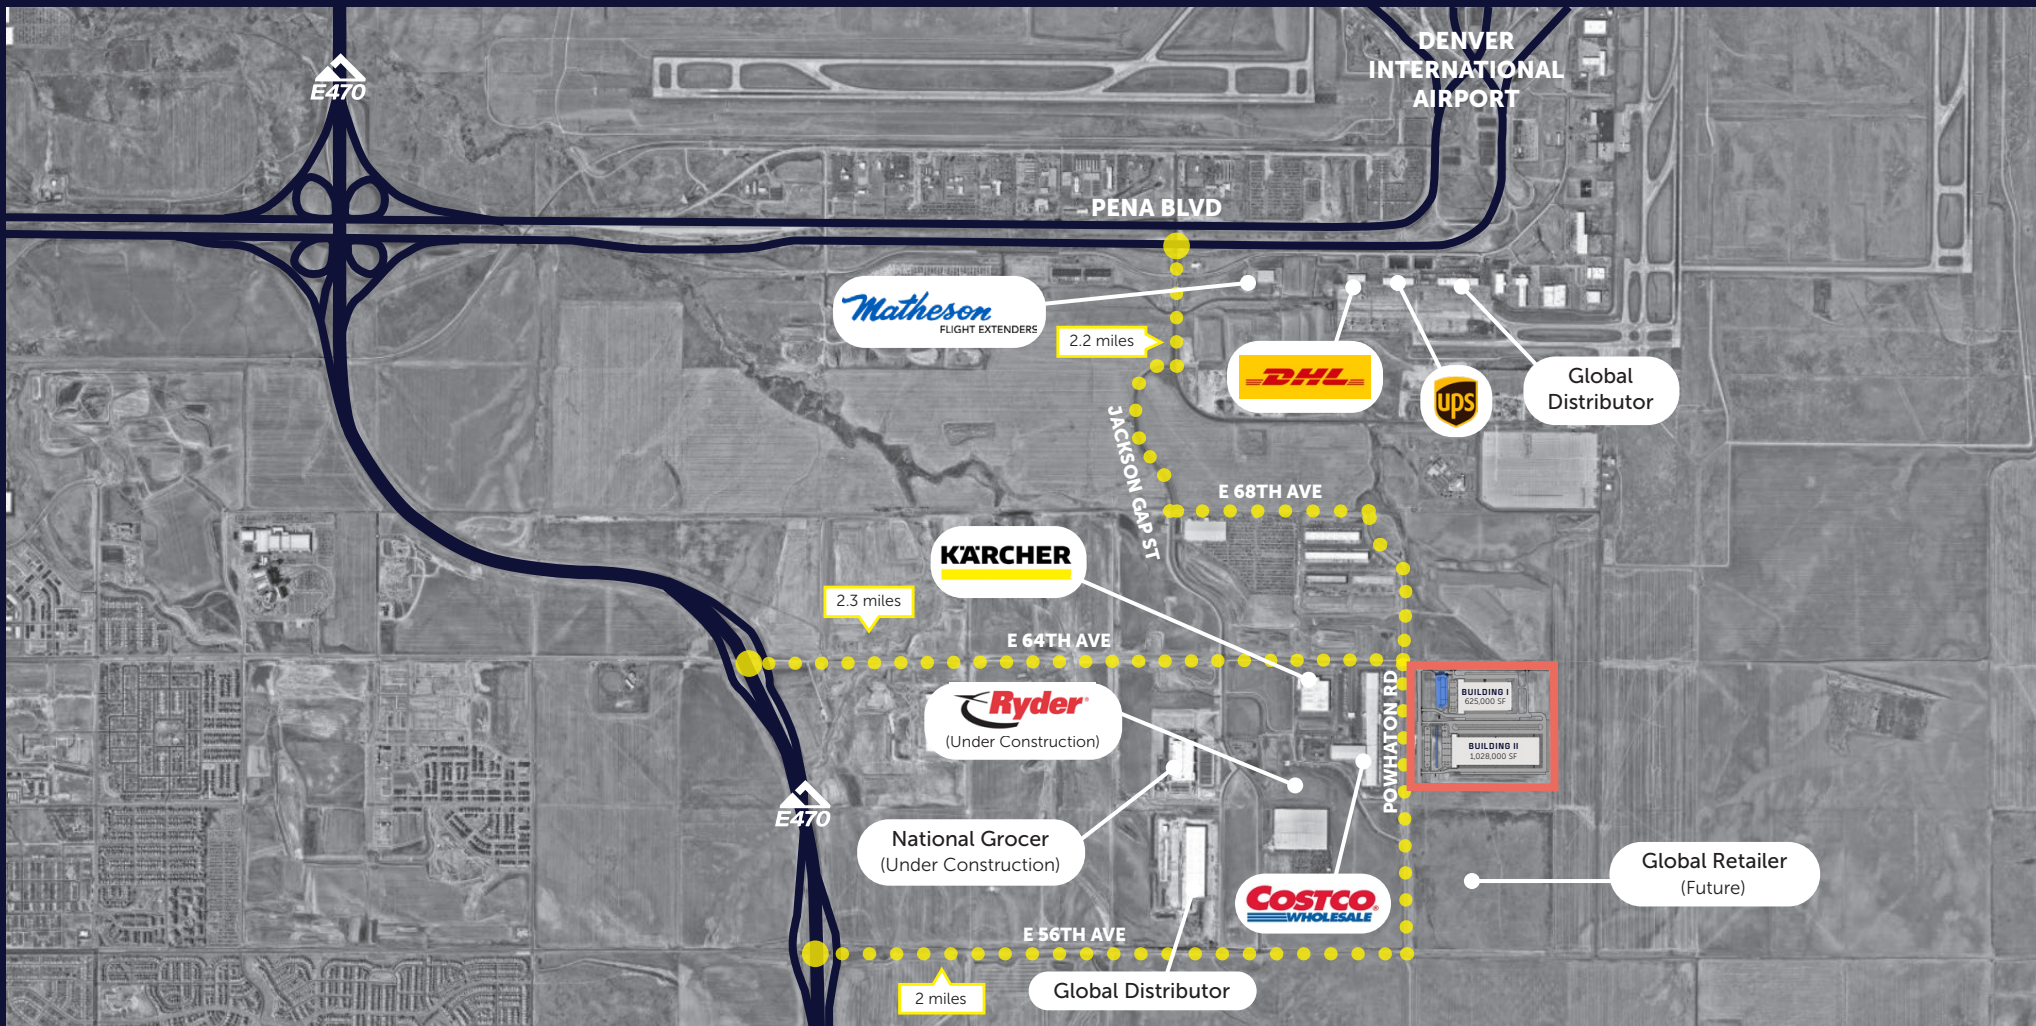 DENVER
INTERNATIONAL
AIRPORT
E470
PENA BLVD
Matheson
FLIGHT EXTENDERS
2.2 miles
DHL
ups
Global
Distributor
JACKSON GAP ST
E 68TH AVE
KÄRCHER
2.3 miles
E 64TH AVE
Ryder
(Under Construction)
POWHATON RD
BUILDING I
625,000 SF
BUILDING II
1,028,000 SF
E470
National Grocer
(Under Construction)
COSTCO
WHOLESALE
Global Retailer
(Future)
E 56TH AVE
2 miles
Global Distributor